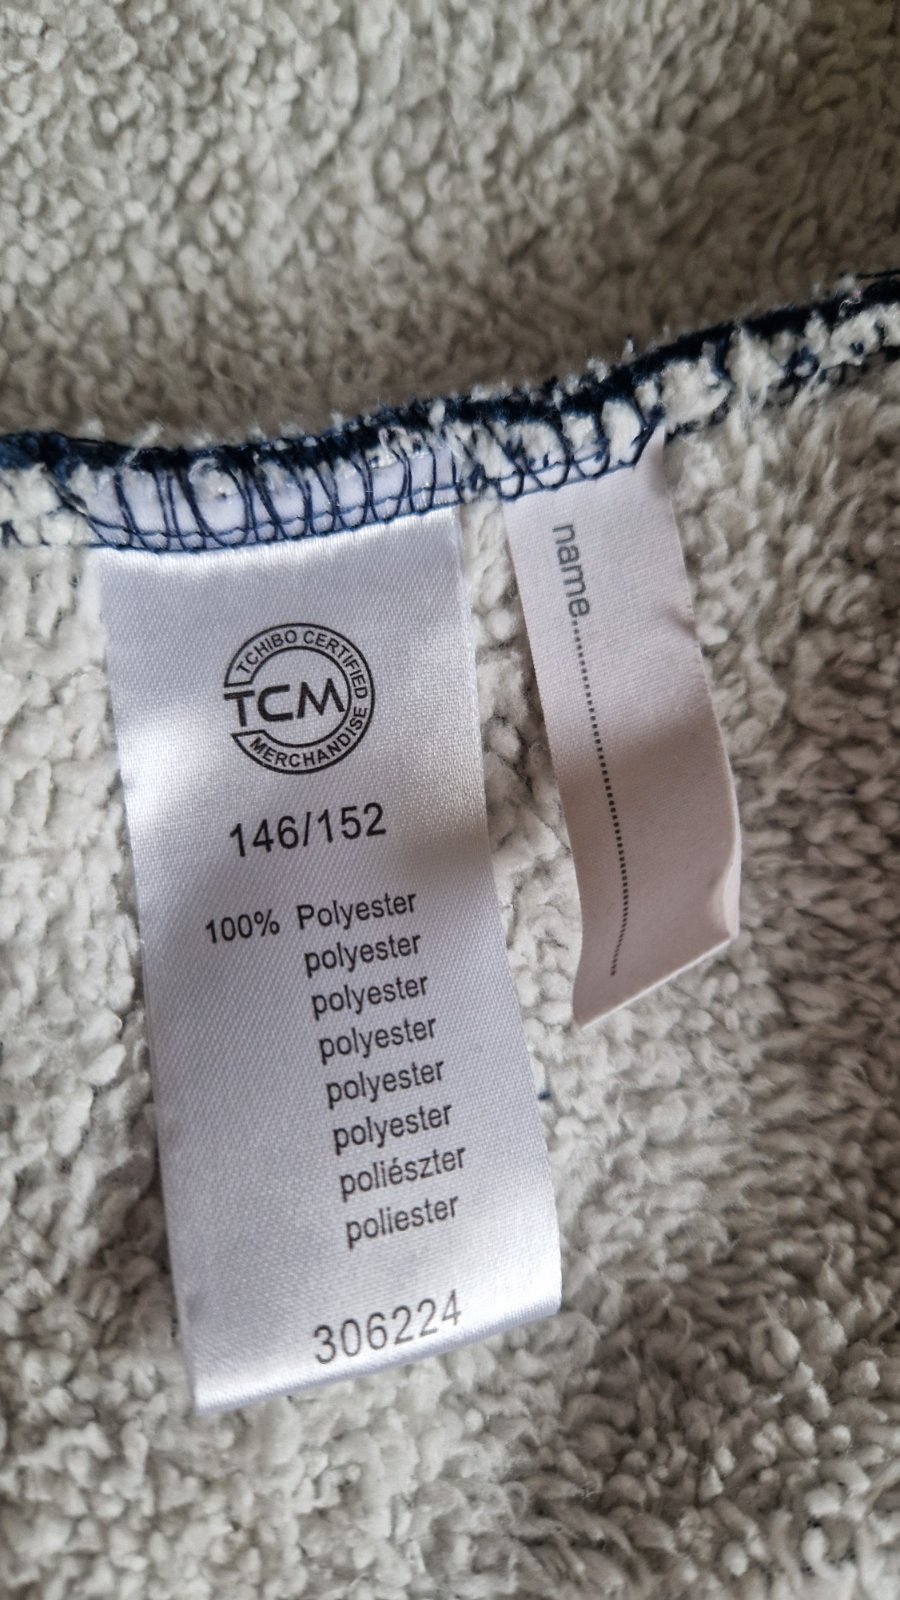 TCHIBO CERTIFIED
TCM
MERCHANDISE
146/152
100% Polyester
polyester
polyester
polyester
polyester
polyester
poliészter
poliester
306224
name..............................